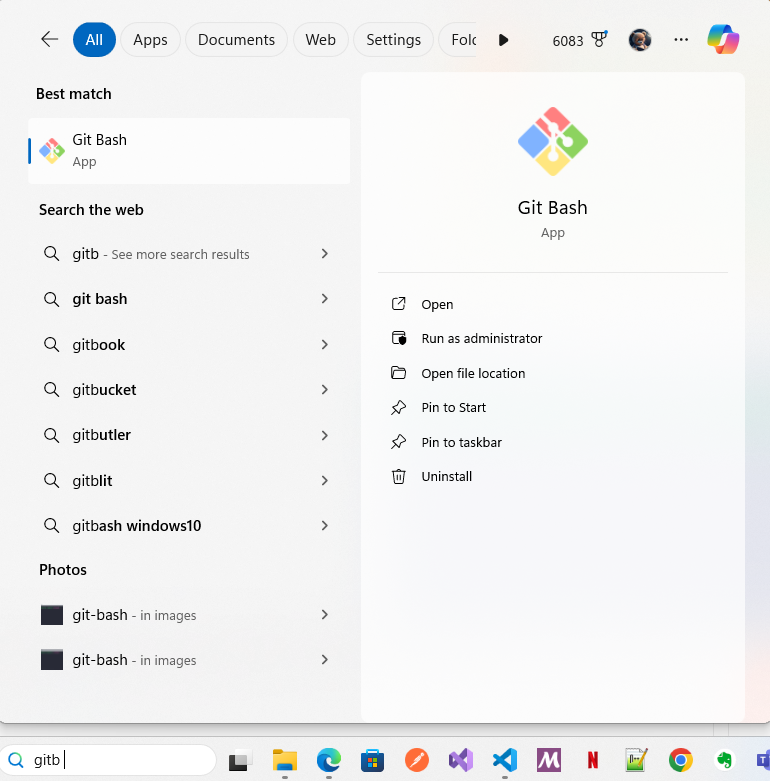 All Apps Documents Web Settings Fol 6083
Best match
Git Bash
App
Search the web
gitb - See more search results
git bash
gitbook
gitbucket
gitbutler
gitblit
gitbash windows10
Photos
git-bash - in images
git-bash - in images
Git Bash
App
Open
Run as administrator
Open file location
Pin to Start
Pin to taskbar
Uninstall
gitb
M N T